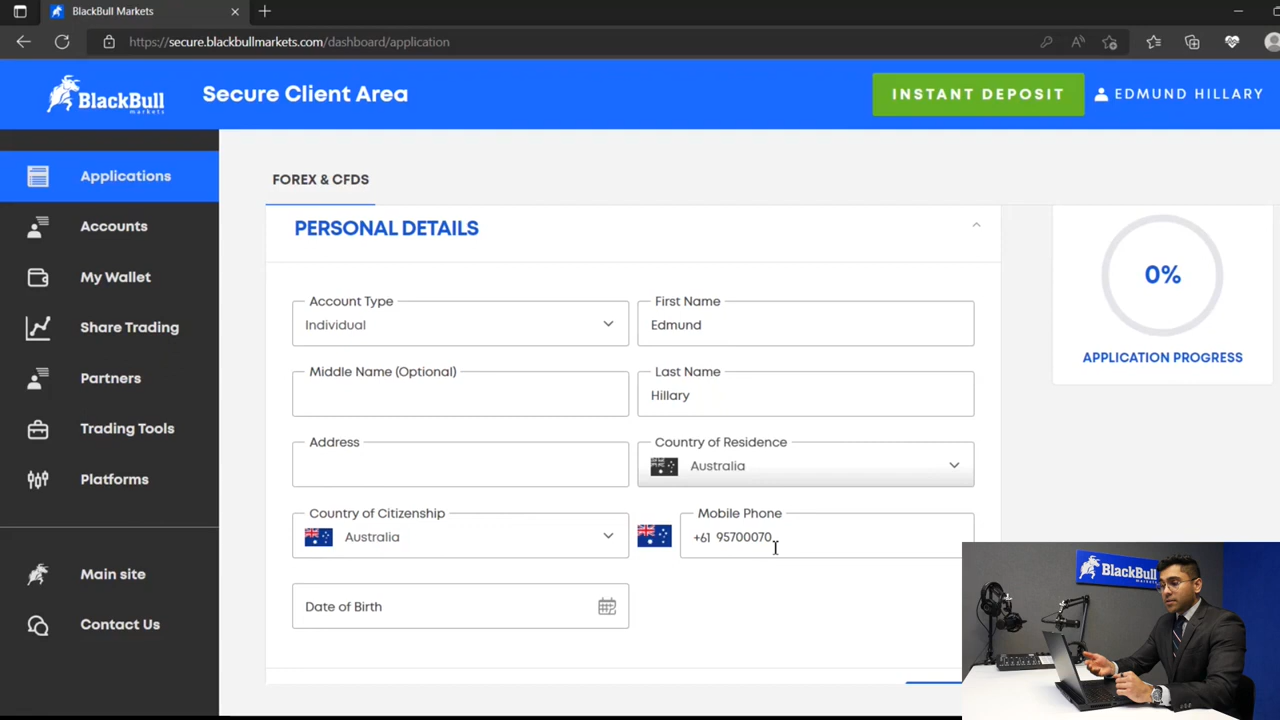 BlackBull Markets
https://secure.blackbullmarkets.com/dashboard/application
BlackBull
markets
Secure Client Area
INSTANT DEPOSIT
EDMUND HILLARY
Applications
Accounts
My Wallet
Share Trading
Partners
Trading Tools
Platforms
Main site
Contact Us
FOREX & CFDS
PERSONAL DETAILS
Account Type
Individual
First Name
Edmund
Middle Name (Optional)
Last Name
Hillary
Address
Country of Residence
Australia
Country of Citizenship
Australia
Mobile Phone
+61 95700070
Date of Birth
0%
APPLICATION PROGRESS
BlackBull
markets